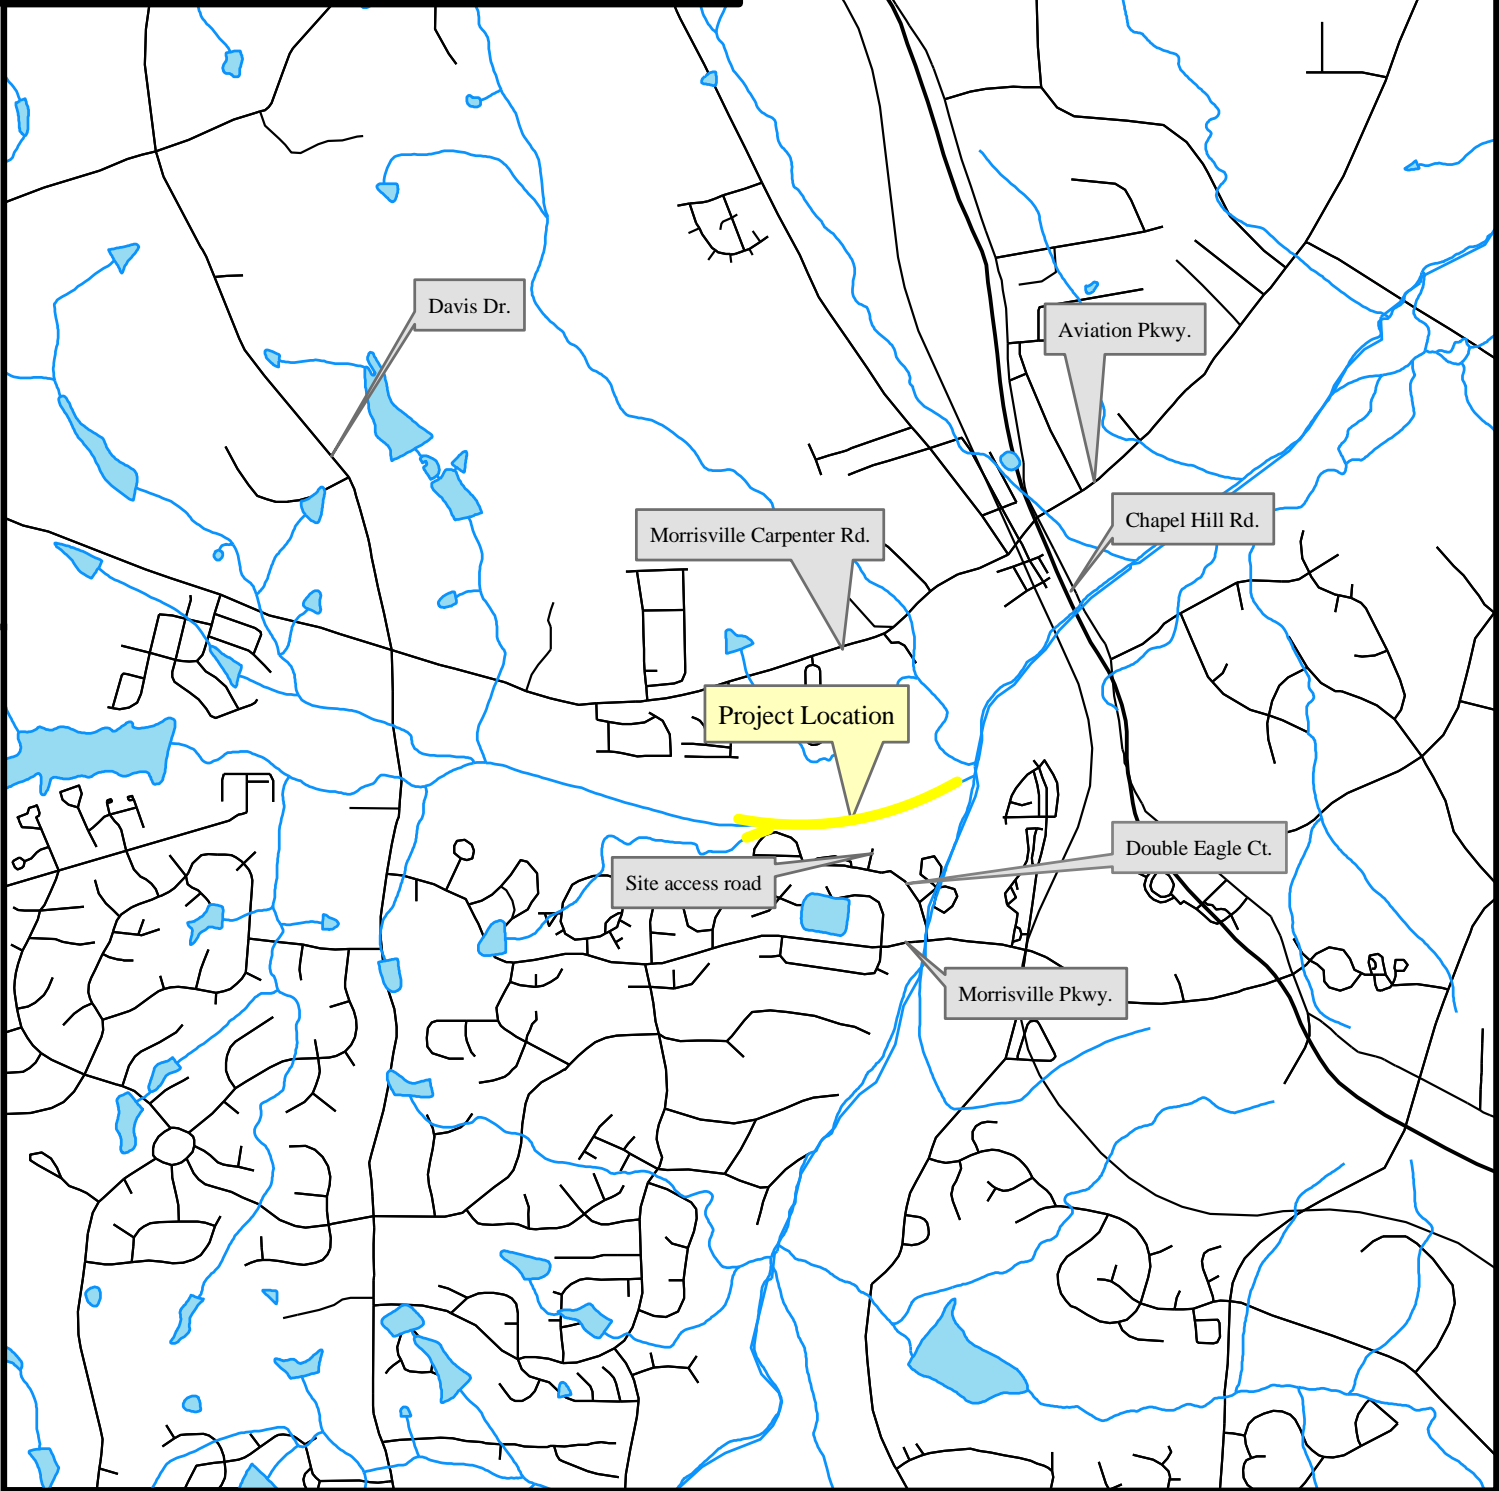 Davis Dr.
Aviation Pkwy.
Chapel Hill Rd.
Morrisville Carpenter Rd.
Project Location
Double Eagle Ct.
Site access road
Morrisville Pkwy.